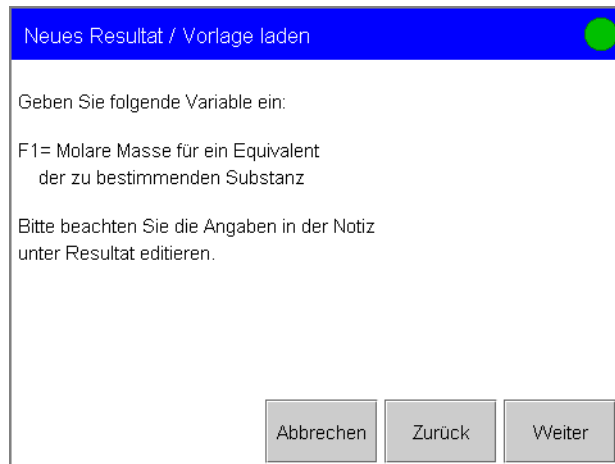 Neues Resultat / Vorlage laden
Geben Sie folgende Variable ein:
F1= Molare Masse für ein Equivalent
der zu bestimmenden Substanz
Bitte beachten Sie die Angaben in der Notiz
unter Resultat editieren.
Abbrechen
Zurück
Weiter